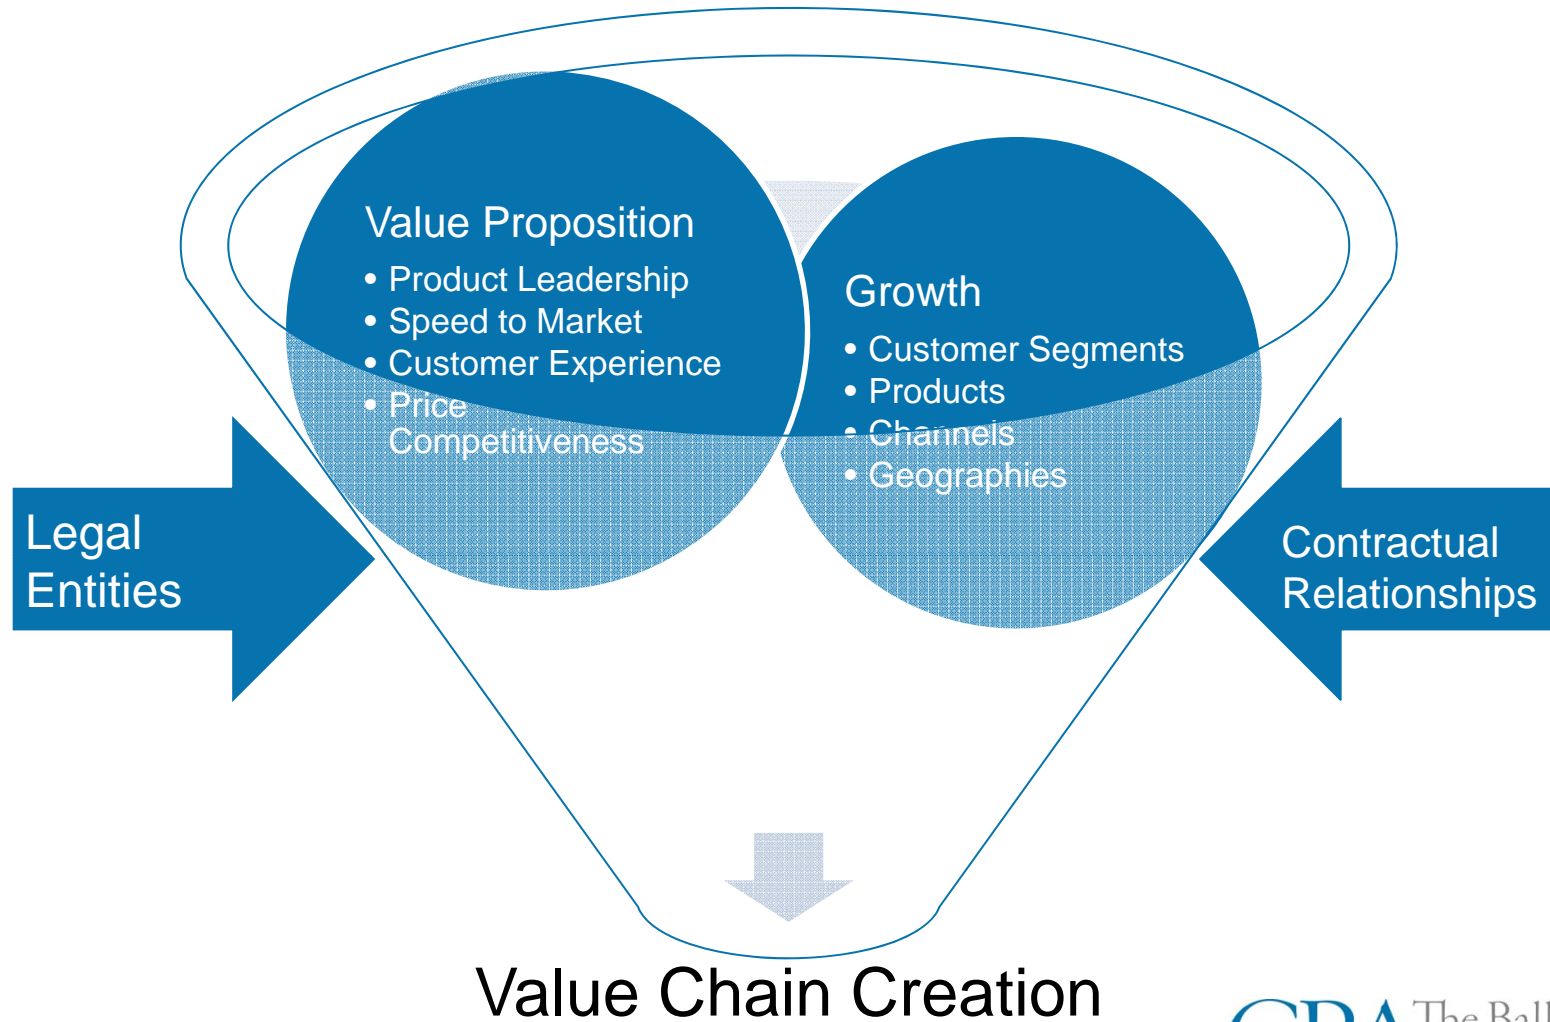 Value Proposition
• Product Leadership
• Speed to Market
• Customer Experience
• Price
Competitiveness
Growth
• Customer Segments
• Products
• Channels
• Geographies
Legal
Entities
Contractual
Relationships
Value Chain Creation
The